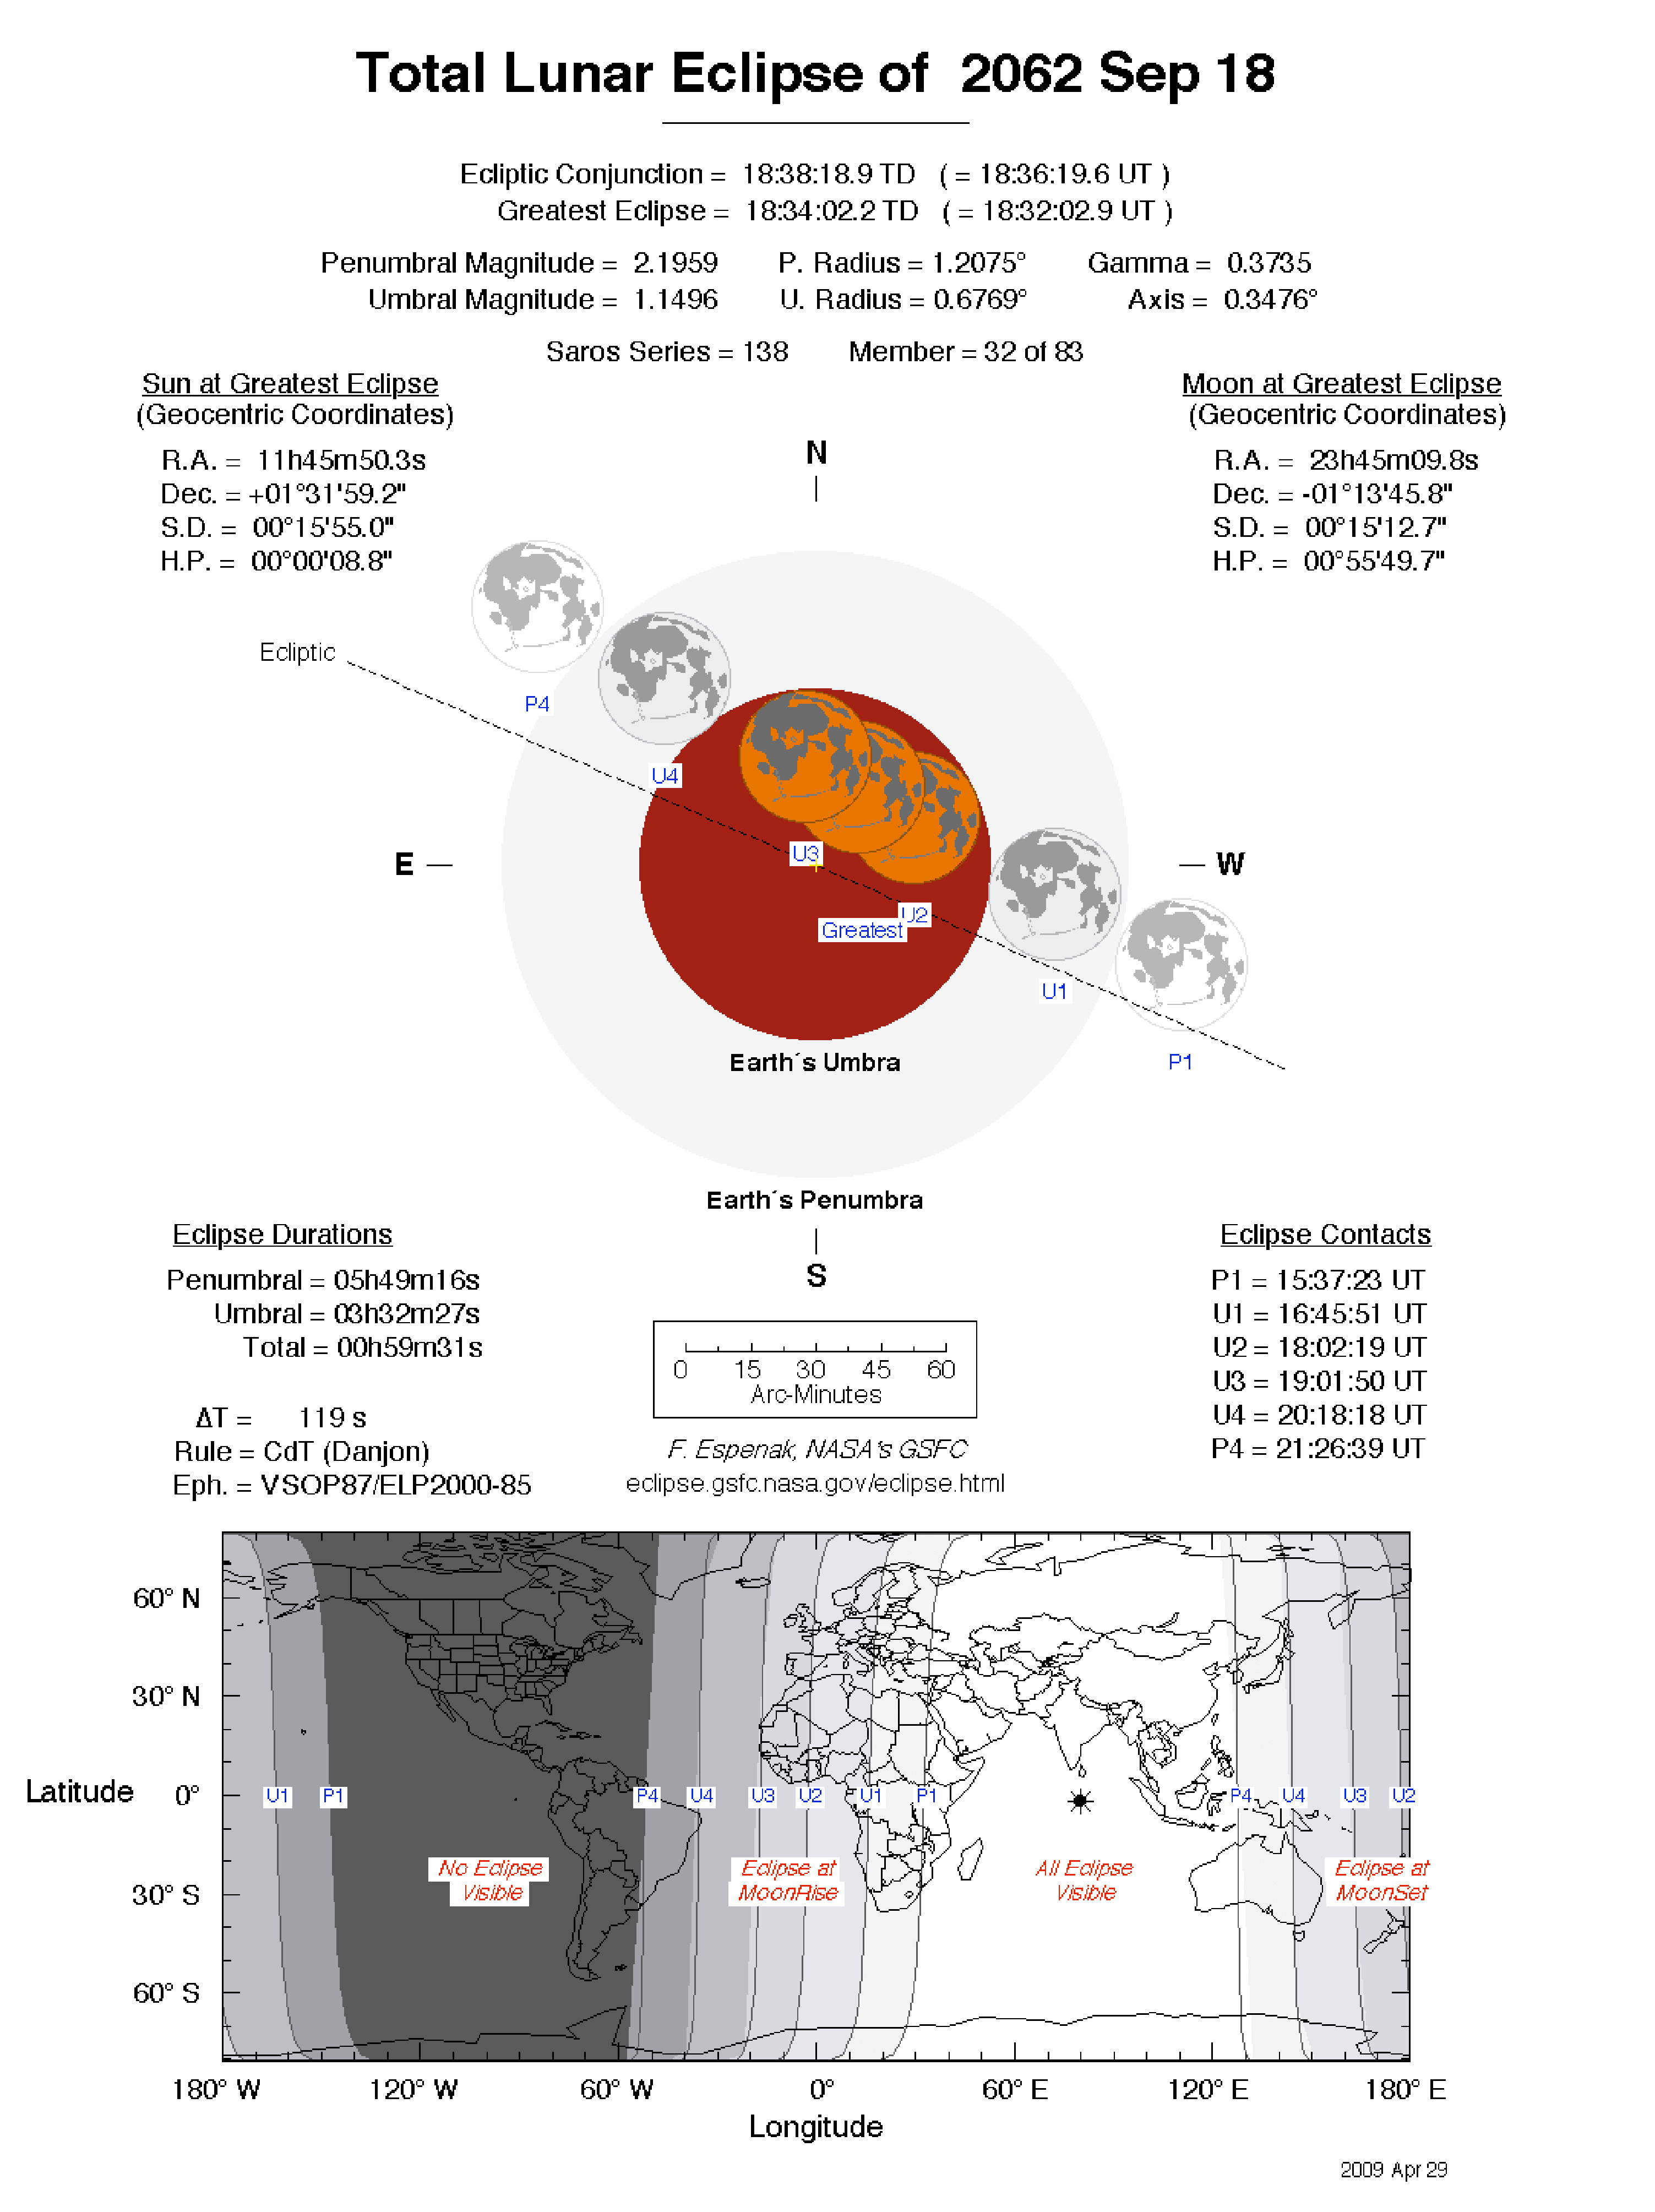 Total Lunar Eclipse of 2062 Sep 18
Ecliptic Conjunction = 18:38:18.9 TD ( = 18:36:19.6 UT )
Greatest Eclipse = 18:34:02.2 TD ( = 18:32:02.9 UT )
Penumbral Magnitude = 2.1959 P. Radius = 1.2075° Gamma = 0.3735
Umbral Magnitude = 1.1496 U. Radius = 0.6769° Axis = 0.3476°
Saros Series = 138 Member = 32 of 83
Sun at Greatest Eclipse
(Geocentric Coordinates)
R.A. = 11h45m50.3s
Dec. = +01°31'59.2"
S.D. = 00°15'55.0"
H.P. = 00°00'08.8"
Moon at Greatest Eclipse
(Geocentric Coordinates)
R.A. = 23h45m09.8s
Dec. = -01°13'45.8"
S.D. = 00°15'12.7"
H.P. = 00°55'49.7"
N
Ecliptic
P4
U4
U3
E
W
U2
Greatest
U1
P1
Earth´s Umbra
Earth´s Penumbra
S
Eclipse Durations
Penumbral = 05h49m16s
Umbral = 03h32m27s
Total = 00h59m31s
ΔT = 119 s
Rule = CdT (Danjon)
Eph. = VSOP87/ELP2000-85
0 15 30 45 60
Arc-Minutes
F. Espenak, NASA's GSFC
eclipse.gsfc.nasa.gov/eclipse.html
Eclipse Contacts
P1 = 15:37:23 UT
U1 = 16:45:51 UT
U2 = 18:02:19 UT
U3 = 19:01:50 UT
U4 = 20:18:18 UT
P4 = 21:26:39 UT
60° N
30° N
Latitude 0°
U1 P1 P4 U4 U3 U2 U1 P1 P4 U4 U3 U2
No Eclipse
Visible
Eclipse at
MoonRise
All Eclipse
Visible
Eclipse at
MoonSet
30° S
60° S
180° W 120° W 60° W 0° 60° E 120° E 180° E
Longitude
2009 Apr 29